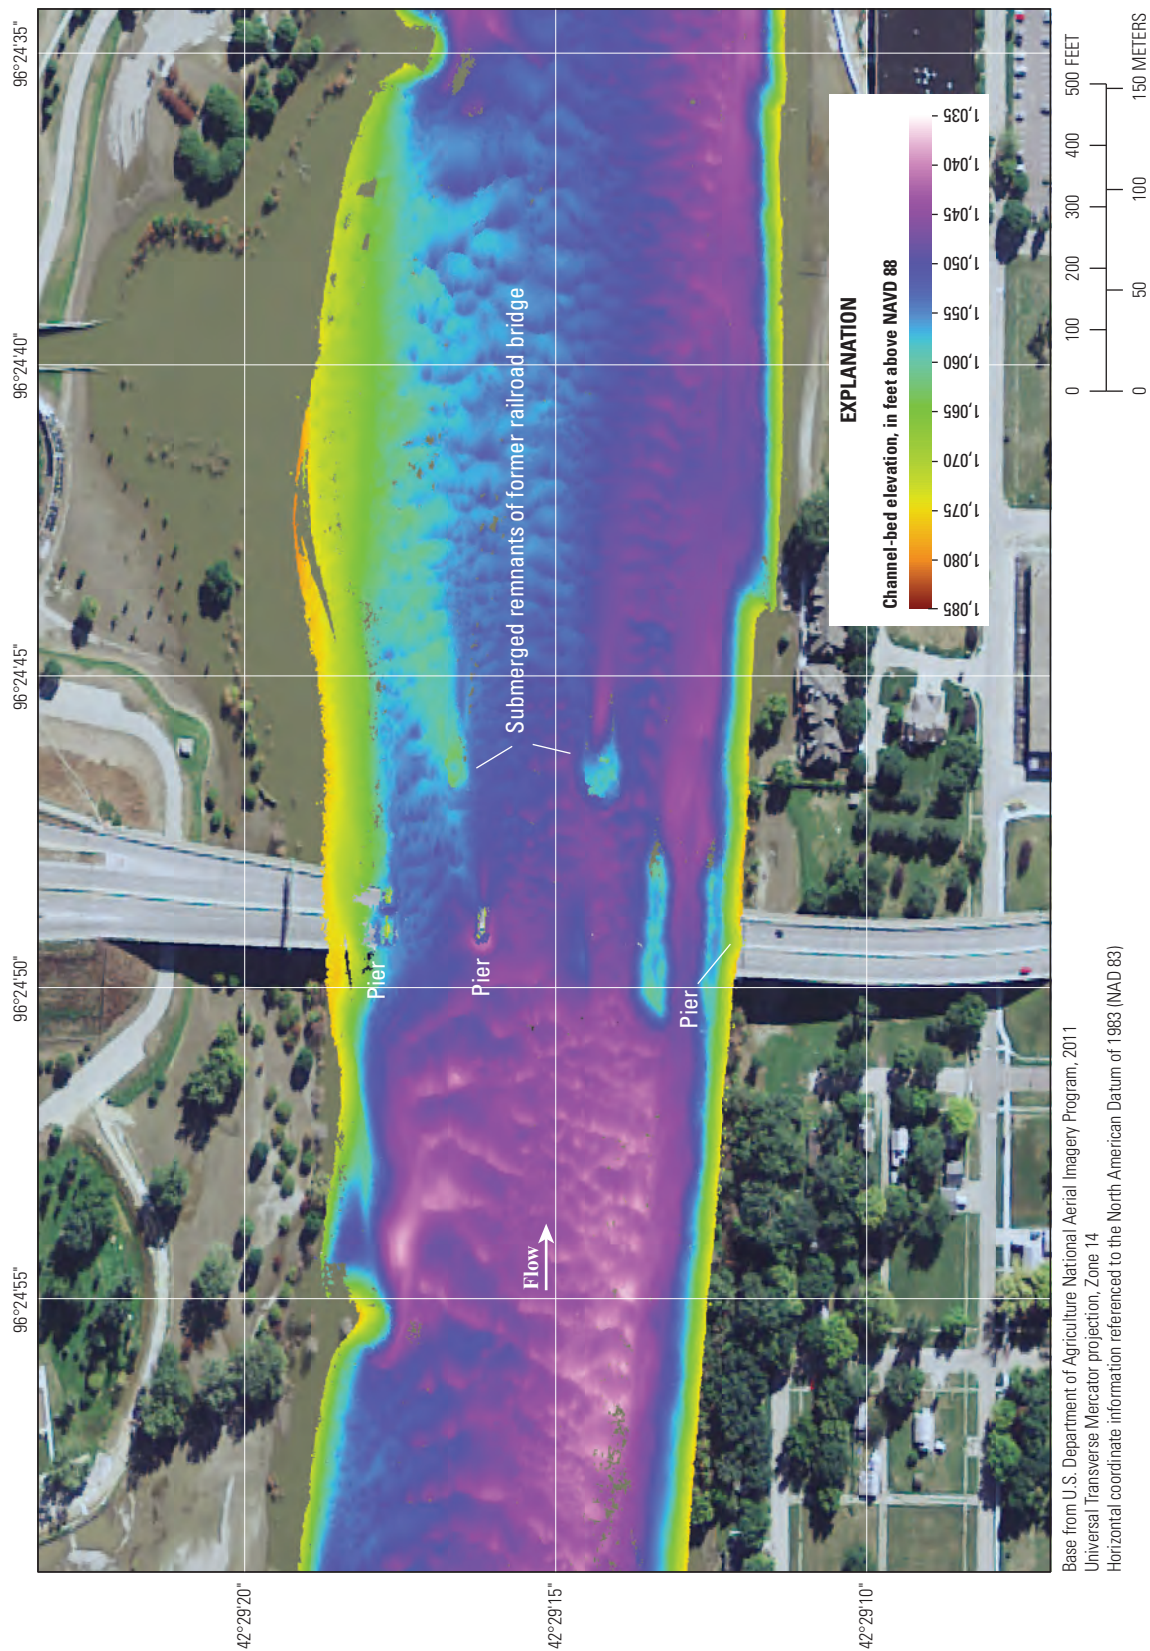 96°24'55"
96°24'50"
96°24'45"
96°24'40"
96°24'35"
42°29'20"
42°29'15"
42°29'10"
Pier
Pier
Pier
Flow
Submerged remnants of former railroad bridge
EXPLANATION
Channel-bed elevation, in feet above NAVD 88
1,085
1,080
1,075
1,070
1,065
1,060
1,055
1,050
1,045
1,040
1,035
Base from U.S. Department of Agriculture National Aerial Imagery Program, 2011
Universal Transverse Mercator projection, Zone 14
Horizontal coordinate information referenced to the North American Datum of 1983 (NAD 83)
0 100 200 300 400 500 FEET
0 50 100 150 METERS